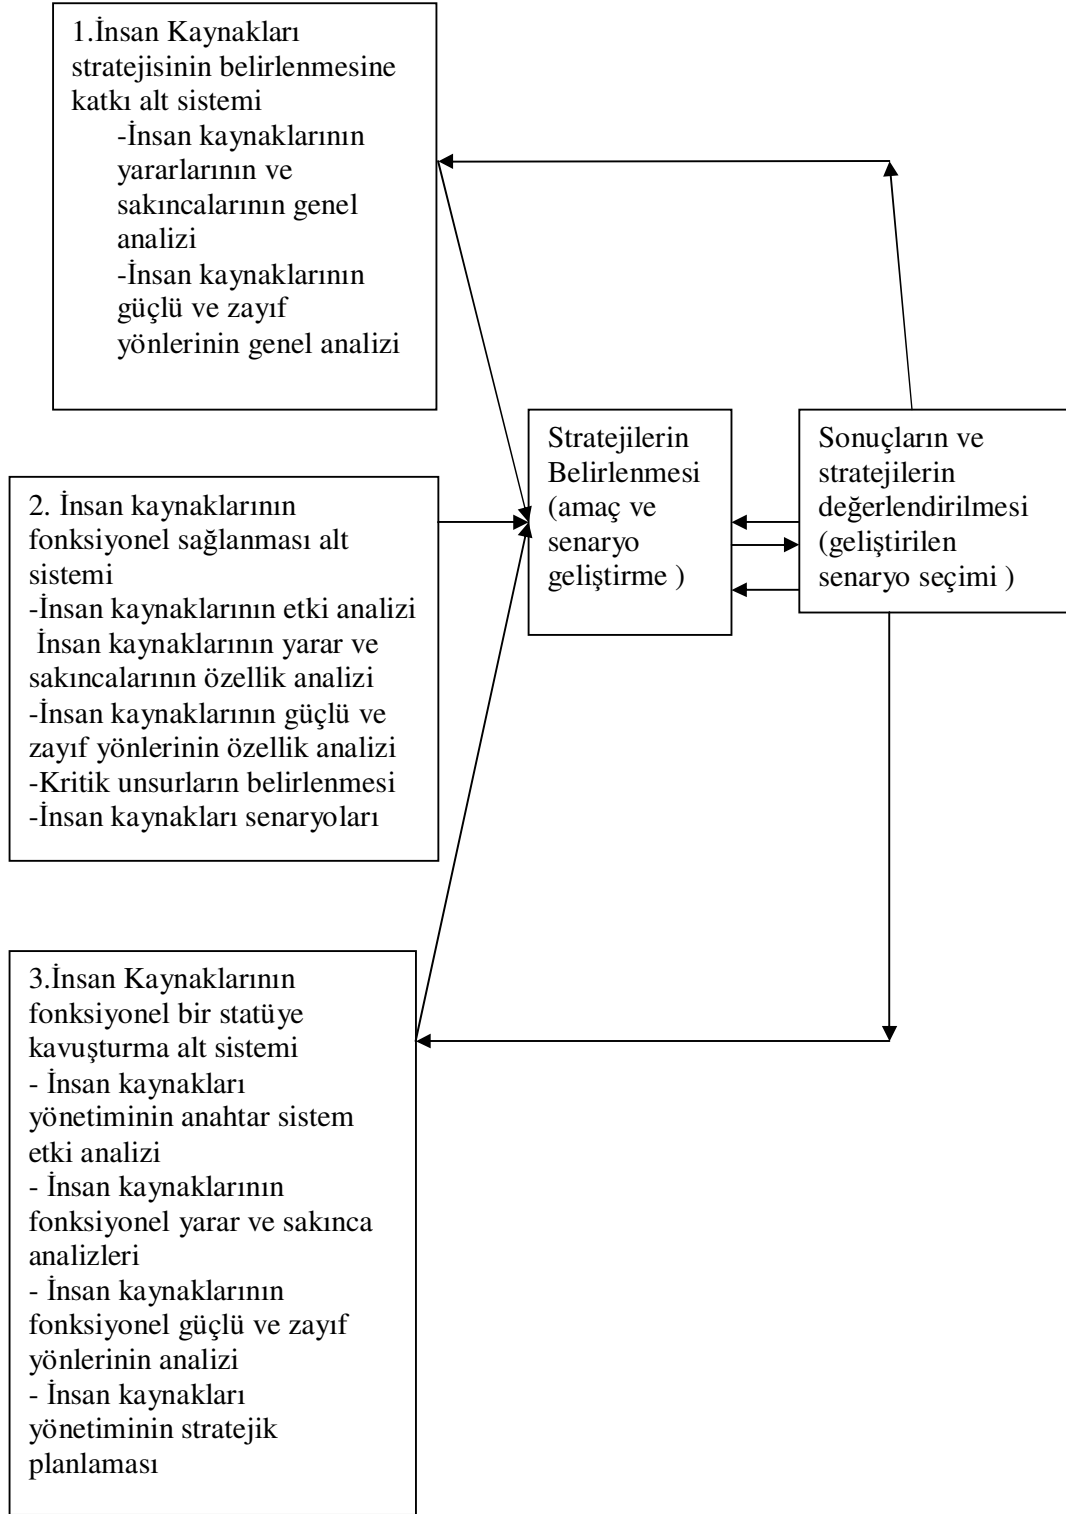 1.İnsan Kaynakları
stratejisinin belirlenmesine
katkı alt sistemi
-İnsan kaynaklarının
yararlarının ve
sakıncalarının genel
analizi
-İnsan kaynaklarının
güçlü ve zayıf
yönlerinin genel analizi
2. İnsan kaynaklarının
fonksiyonel sağlanması alt
sistemi
-İnsan kaynaklarının etki analizi
İnsan kaynaklarının yarar ve
sakıncalarının özellik analizi
-İnsan kaynaklarının güçlü ve
zayıf yönlerinin özellik analizi
-Kritik unsurların belirlenmesi
-İnsan kaynakları senaryoları
3.İnsan Kaynaklarının
fonksiyonel bir statüye
kavuşturma alt sistemi
- İnsan kaynakları
yönetiminin anahtar sistem
etki analizi
- İnsan kaynaklarının
fonksiyonel yarar ve sakınca
analizleri
- İnsan kaynaklarının
fonksiyonel güçlü ve zayıf
yönlerinin analizi
- İnsan kaynakları
yönetiminin stratejik
planlaması
Stratejilerin
Belirlenmesi
(amaç ve
senaryo
geliştirme )
Sonuçların ve
stratejilerin
değerlendirilmesi
(geliştirilen
senaryo seçimi )